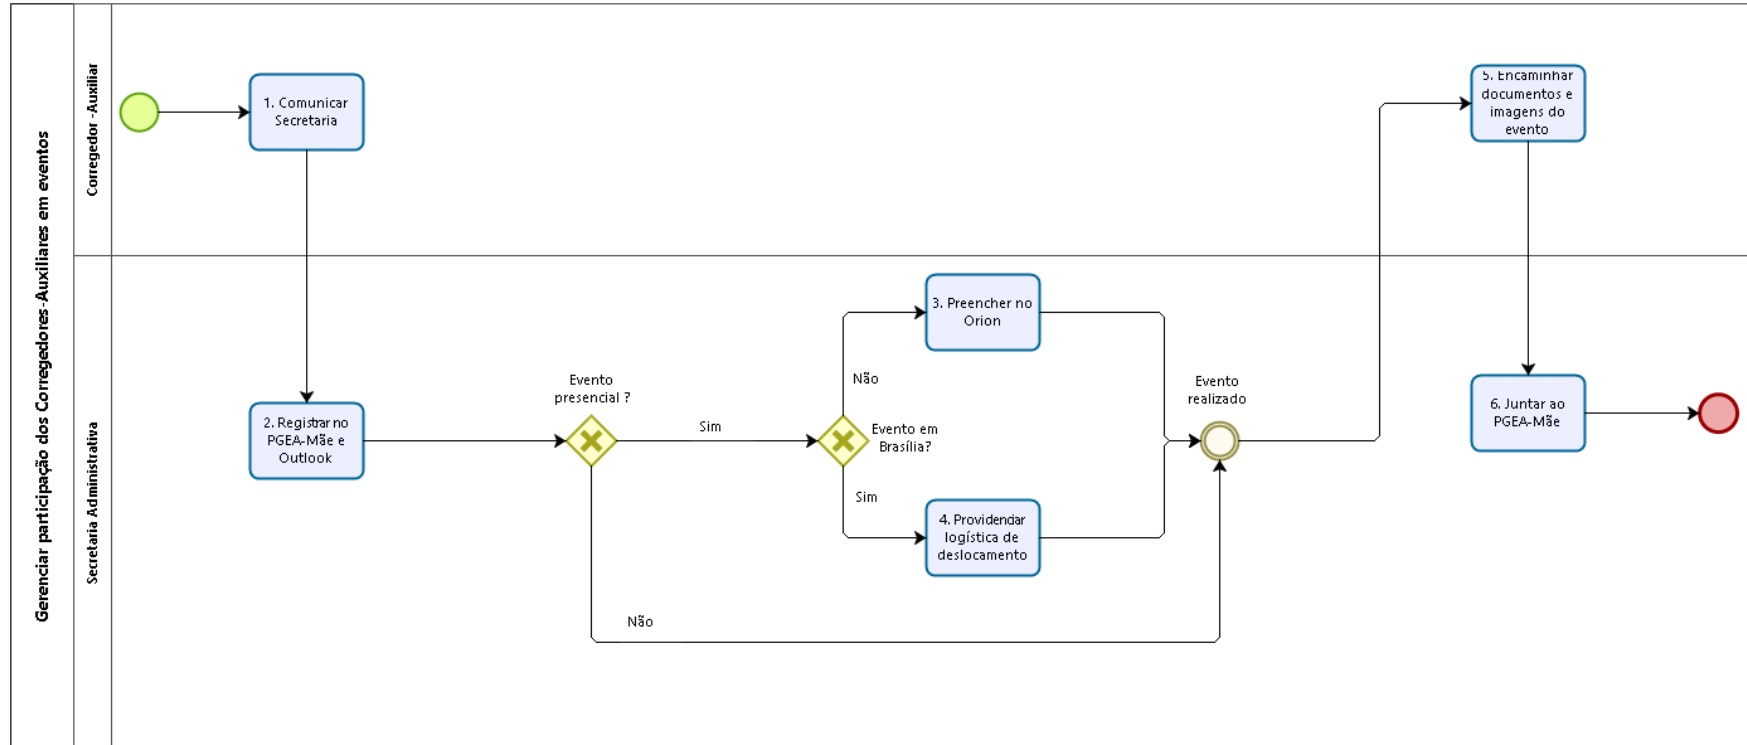 Gerenciar participação dos Corregedores-Auxiliares em eventos
Corregedor -Auxiliar
1. Comunicar
Secretaria
5. Encaminhar
documentos e
imagens do
evento
Secretaria Administrativa
2. Registrar no
PGEA-Mãe e
Outlook
Evento
presencial ?
Sim
Não
Evento em
Brasília?
Não
Sim
3. Preencher no
Orion
4. Providenciar
logística de
deslocamento
Evento
realizado
6. Juntar ao
PGEA-Mãe